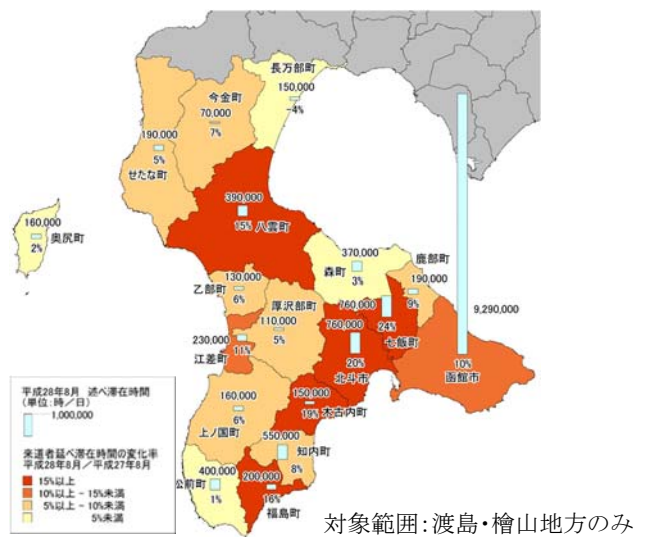 長万部町
150,000
-4%
今金町
70,000
7%
190,000
5%
せたな町
390,000
15%
八雲町
160,000
2%
奥尻町
370,000
森町
3%
鹿部町
190,000
9%
130,000
乙部町
6%
厚沢部町
110,000
5%
760,000
24%
七飯町
9,290,000
10%
函館市
760,000
20%
北斗市
230,000
11%
江差町
160,000
6%
上ノ国町
150,000
19%
木古内町
550,000
知内町
8%
400,000
公前町
1%
200,000
16%
福島町
平成28年8月 述べ滞在時間
(単位:時/日)
1,000,000
来道者延べ滞在時間の変化率
平成28年8月/平成27年8月
15%以上
10%以上 - 15%未満
5%以上 - 10%未満
5%未満
対象範囲:渡島・檜山地方のみ